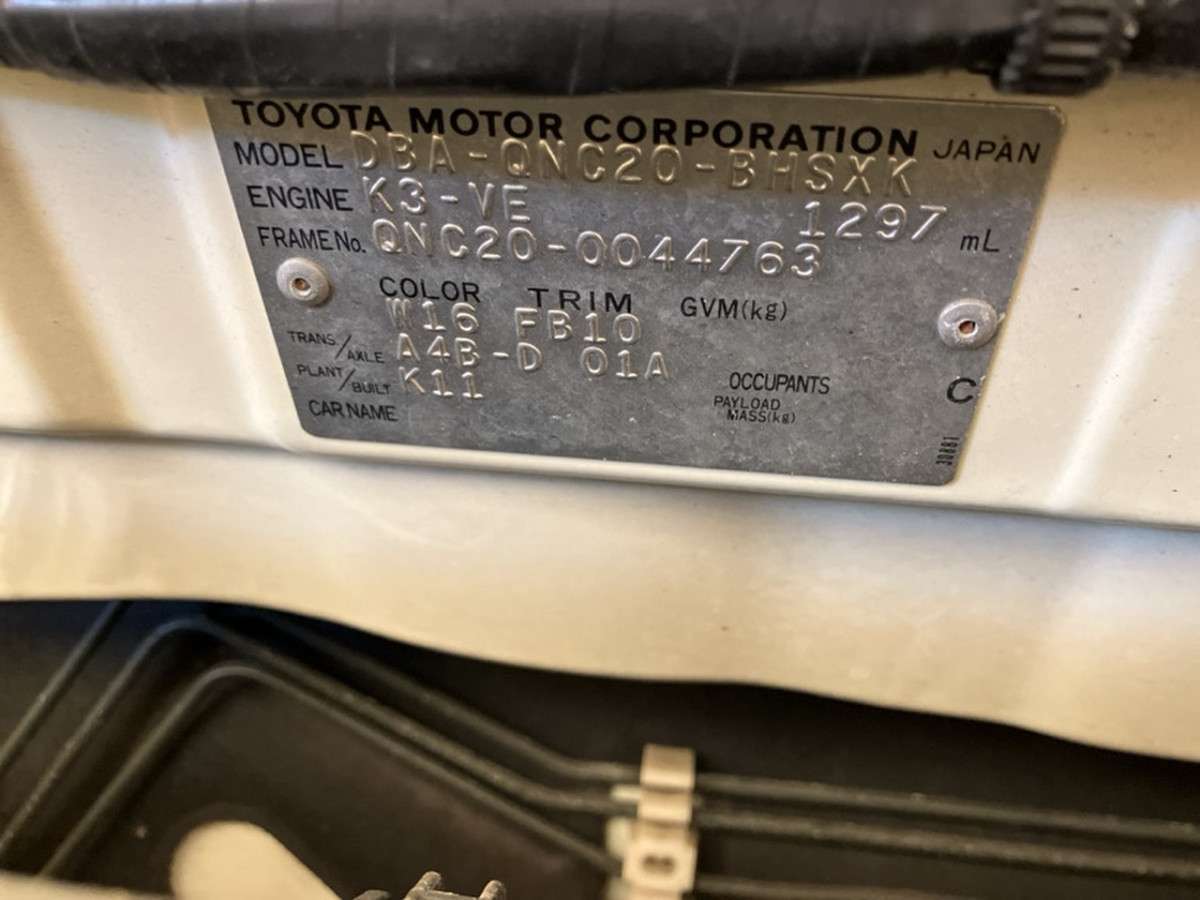 TOYOTA MOTOR CORPORATION JAPAN
MODEL DBA-QNC20-BHSXK
ENGINE K3-VE 1297 mL
FRAME No. QNC20-0044763
COLOR TRIM GVM(kg)
W16 FB10
TRANS/AXLE A4B-D 01A
PLANT/BUILT K11 OCCUPANTS C
CAR NAME PAYLOAD MASS(kg)
30881